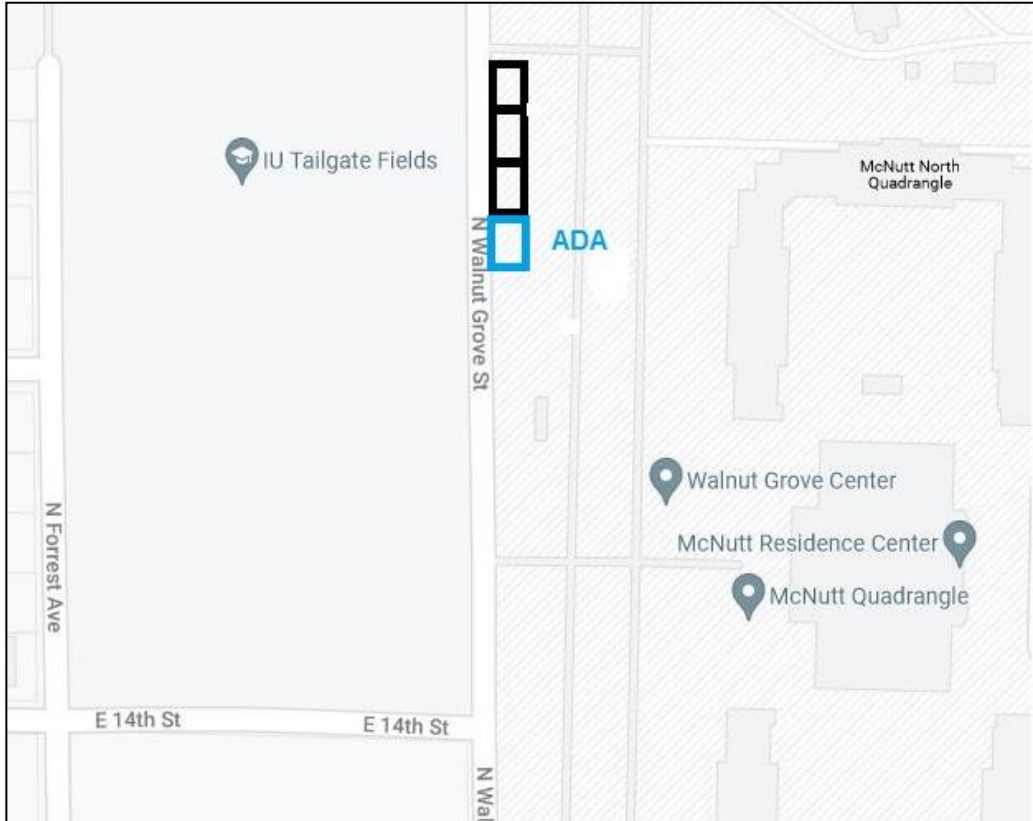 IU Tailgate Fields
McNutt North
Quadrangle
ADA
N Walnut Grove St
Walnut Grove Center
N Forrest Ave
McNutt Residence Center
McNutt Quadrangle
E 14th St
E 14th St
N Wal